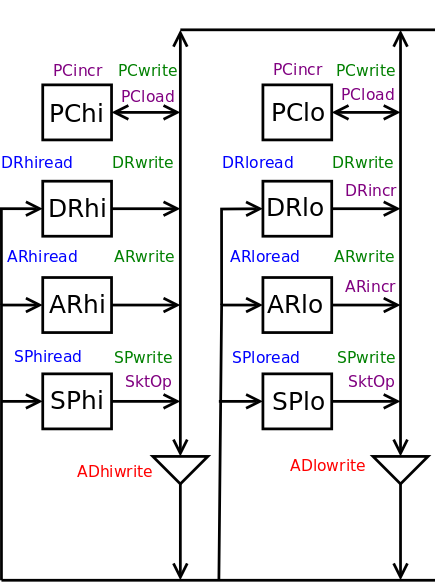 PCincr PCwrite
PCload
PChi
DRhiread DRwrite
DRhi
ARhiread ARwrite
ARhi
SPhiread SPwrite
SktOp
SPhi
ADhiwrite
PCincr PCwrite
PCload
PClo
DRloread DRwrite
DRincr
DRlo
ARloread ARwrite
ARincr
ARlo
SPloread SPwrite
SktOp
SPlo
ADlowrite